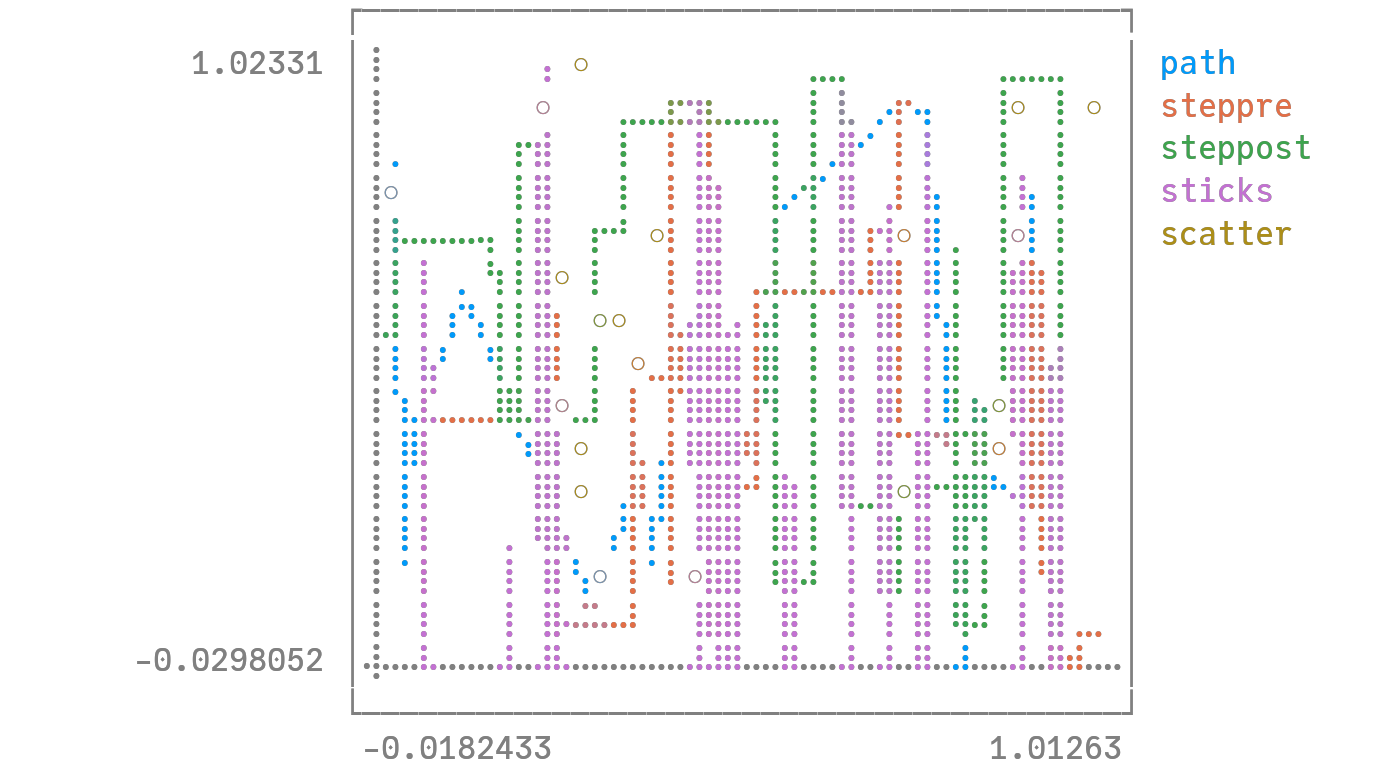 1.02331
path
steppre
steppost
sticks
scatter
-0.0298052
-0.0182433
1.01263